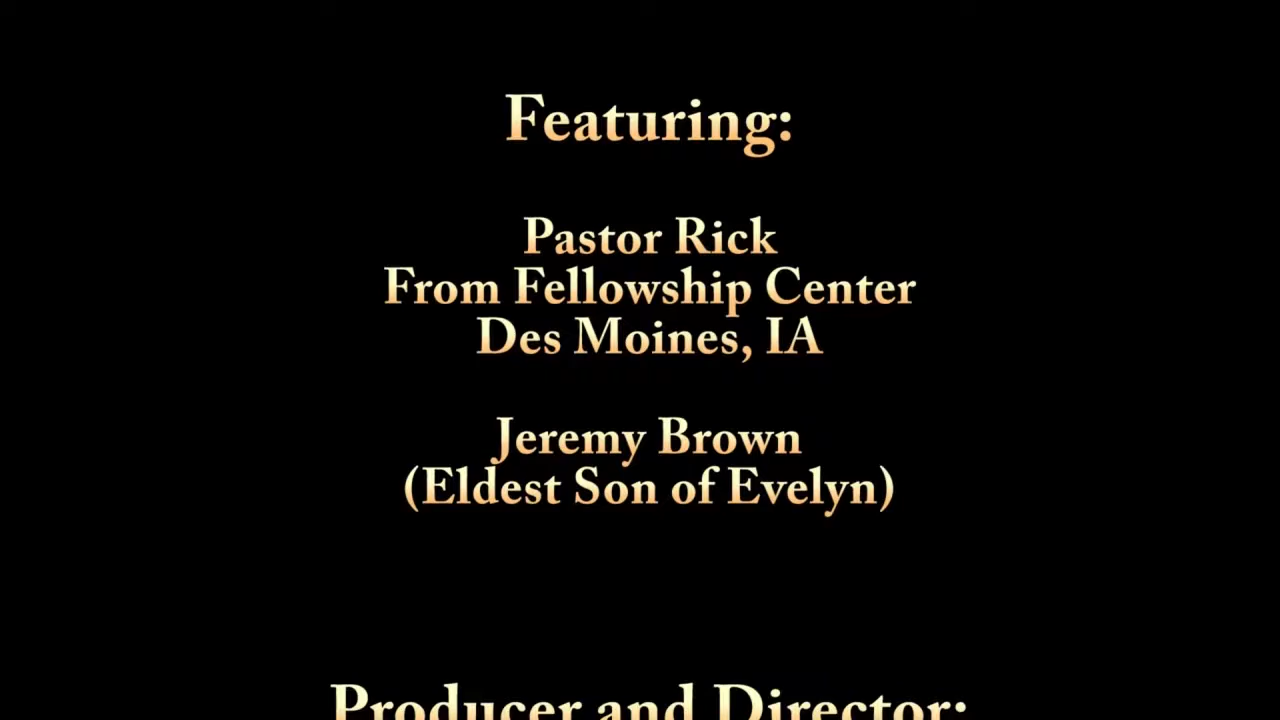 Featuring:
Pastor Rick
From Fellowship Center
Des Moines, IA
Jeremy Brown
(Eldest Son of Evelyn)
Producer and Director: